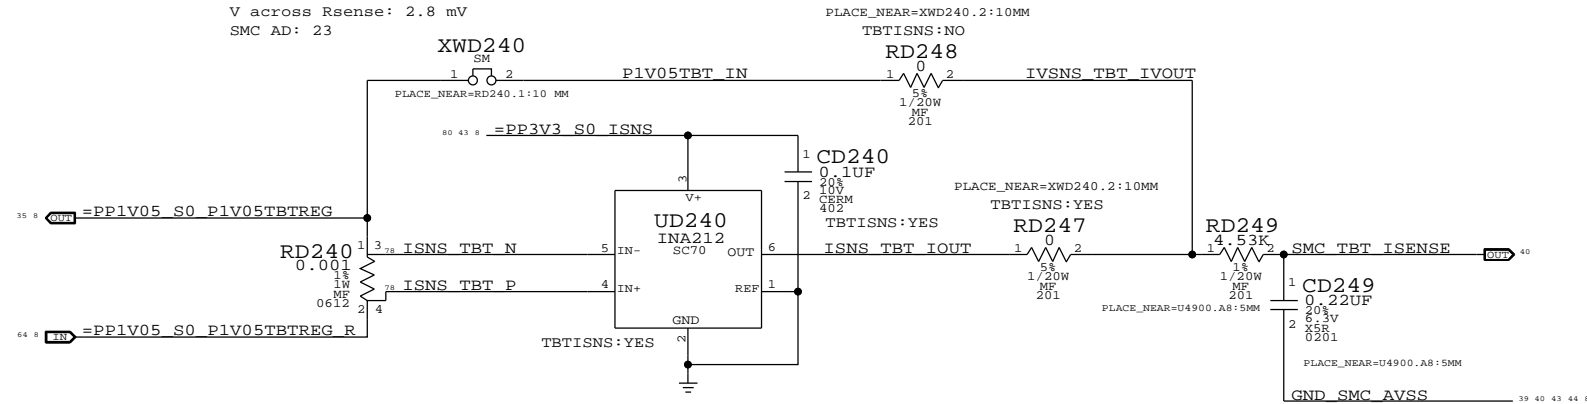 V across Rsense: 2.8 mV
SMC AD: 23
PLACE_NEAR=XWD240.2:10MM
TBTISNS:NO
XWD240
SM
RD248
0
1 2
P1V05TBT_IN
1 2
IVSNS_TBT_IVOUT
PLACE_NEAR=RD240.1:10 MM
5%
1/20W
MF
201
80 43 8
=PP3V3_S0_ISNS
1
CD240
0.1UF
20%
10V
CERM
402
2
3
V+
PLACE_NEAR=XWD240.2:10MM
TBTISNS:YES
TBTISNS:YES
35 8
OUT
=PP1V05_S0_P1V05TBTREG
UD240
INA212
SC70
RD247
0
RD249
4.53K
RD240
0.001
1%
1W
MF
0612
1 3
78
ISNS_TBT_N
5
IN-
OUT
6
ISNS_TBT_IOUT
1 2
5%
1/20W
MF
201
1 2
1%
1/20W
MF
201
SMC_TBT_ISENSE
OUT
40
78
ISNS_TBT_P
4
IN+
REF
1
2 4
1
CD249
0.22UF
20%
6.3V
X5R
0201
2
PLACE_NEAR=U4900.A8:5MM
64 8
IN
=PP1V05_S0_P1V05TBTREG_R
GND
2
TBTISNS:YES
PLACE_NEAR=U4900.A8:5MM
GND_SMC_AVSS
39 40 43 44 8